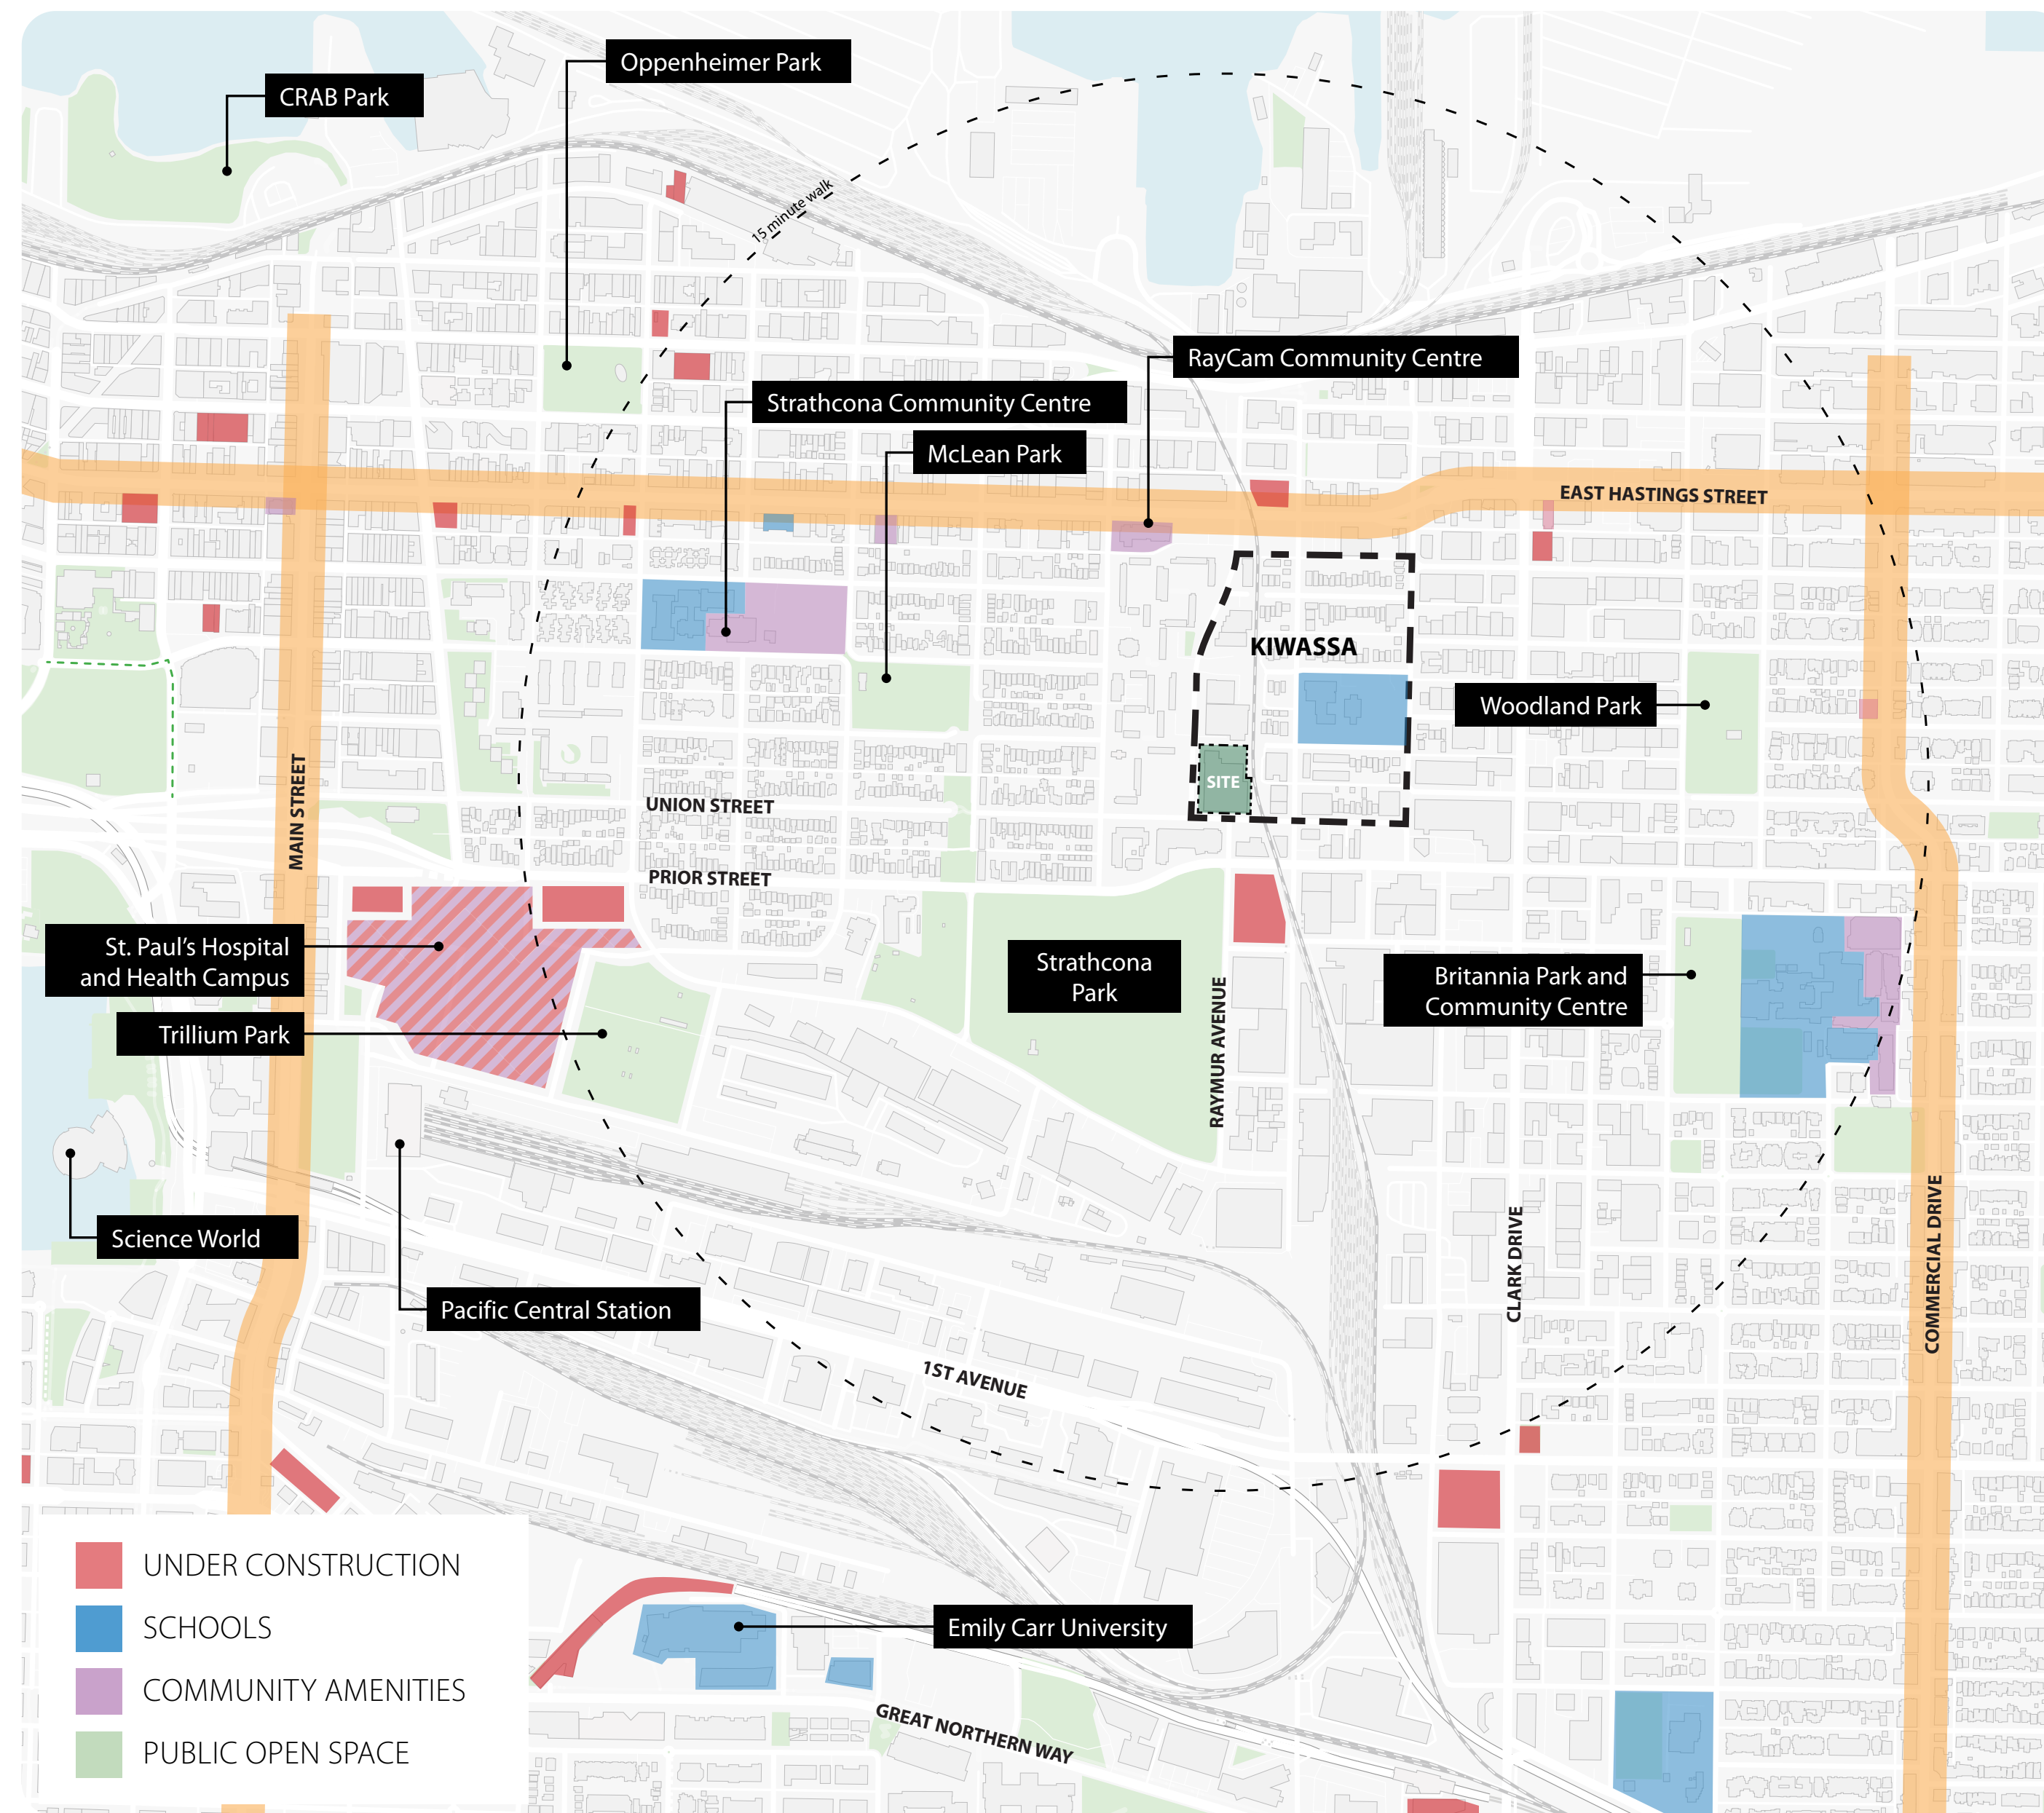 Oppenheimer Park
CRAB Park
15 minute walk
RayCam Community Centre
Strathcona Community Centre
McLean Park
EAST HASTINGS STREET
KIWASSA
Woodland Park
SITE
UNION STREET
MAIN STREET
PRIOR STREET
St. Paul’s Hospital
and Health Campus
Strathcona
Park
Britannia Park and
Community Centre
Trillium Park
RAYMUR AVENUE
Science World
CLARK DRIVE
COMMERCIAL DRIVE
Pacific Central Station
1ST AVENUE
UNDER CONSTRUCTION
SCHOOLS
COMMUNITY AMENITIES
PUBLIC OPEN SPACE
Emily Carr University
GREAT NORTHERN WAY